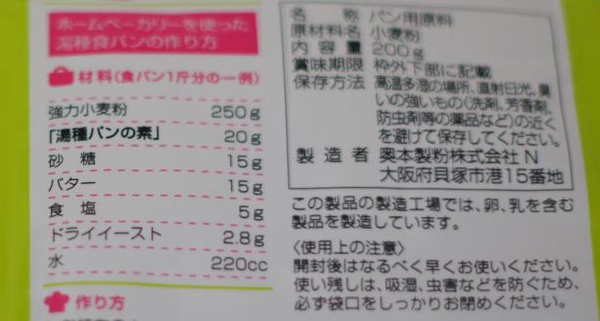 ホームベーカリーを使った
湯種食パンの作り方
材料(食パン1斤分の一例)
強力小麦粉 250g
「湯種パンの素」 20g
砂糖 15g
バター 15g
食塩 5g
ドライイースト 2.8g
水 220cc
作り方
名称 パン用原料
原材料名 小麦粉
内容量 200g
賞味期限 枠外下部に記載
保存方法 高温多湿の場所、直射日光、臭
いの強いもの(洗剤、芳香剤、
防虫剤等の薬品など)の近く
を避けて保存してください。
製造者 奥本製粉株式会社 N
大阪府貝塚市港15番地
この製品の製造工場では、卵、乳を含む
製品を製造しています。
〈使用上の注意〉
開封後はなるべく早くお使いください。
使い残しは、吸湿、虫害などを防ぐため、
必ず袋口をしっかりお閉めください。